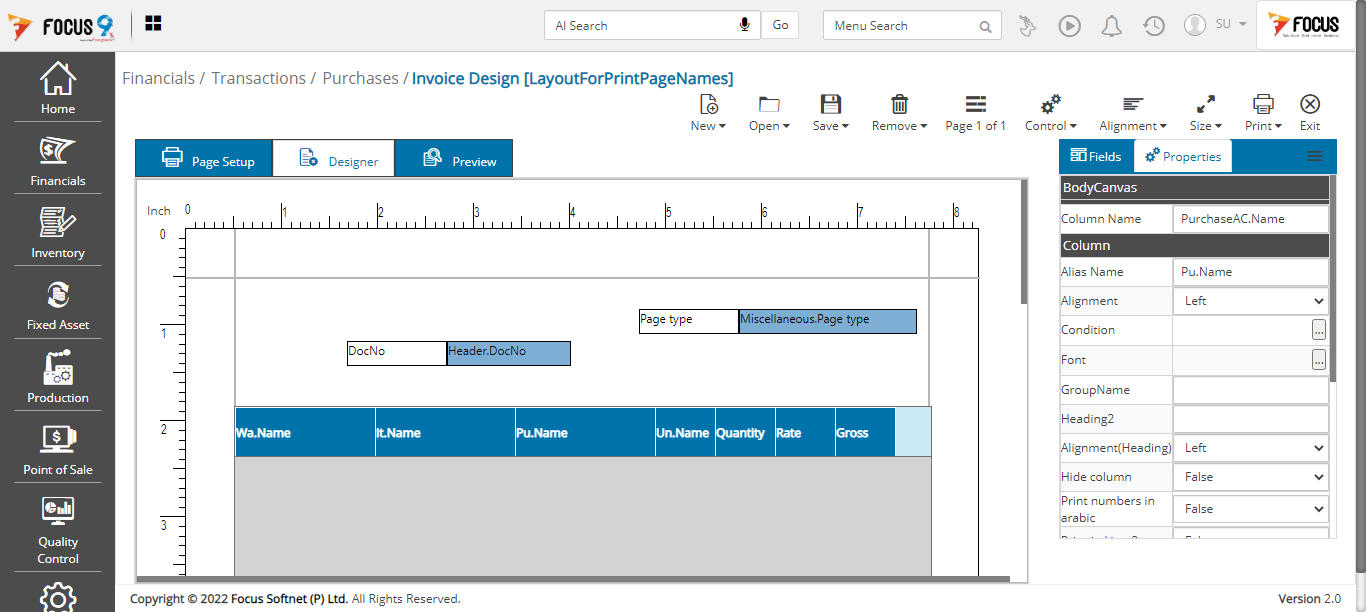 FOCUS 9
AI Search
Go
Menu Search
SU
FOCUS
Financials / Transactions / Purchases / Invoice Design [LayoutForPrintPageNames]
New Open Save Remove Page 1 of 1 Control Alignment Size Print Exit
Home
Financials
Inventory
Fixed Asset
Production
Point of Sale
Quality
Control
Page Setup Designer Preview
Inch 0 1 2 3 4 5 6 7 8
0
1
2
3
Page type Miscellaneous.Page type
DocNo Header.DocNo
Wa.Name It.Name Pu.Name Un.Name Quantity Rate Gross
Fields Properties
BodyCanvas
Column Name PurchaseAC.Name
Column
Alias Name Pu.Name
Alignment Left
Condition ...
Font ...
GroupName
Heading2
Alignment(Heading) Left
Hide column False
Print numbers in
arabic False
Copyright © 2022 Focus Softnet (P) Ltd. All Rights Reserved.
Version 2.0